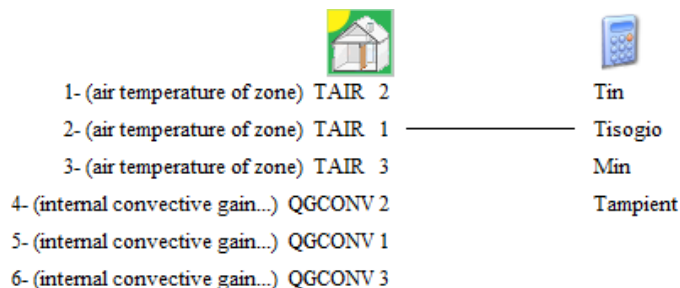 1- (air temperature of zone) TAIR 2 Tin
2- (air temperature of zone) TAIR 1 Tisogio
3- (air temperature of zone) TAIR 3 Min
4- (internal convective gain...) QGCONV 2 Tampient
5- (internal convective gain...) QGCONV 1
6- (internal convective gain...) QGCONV 3